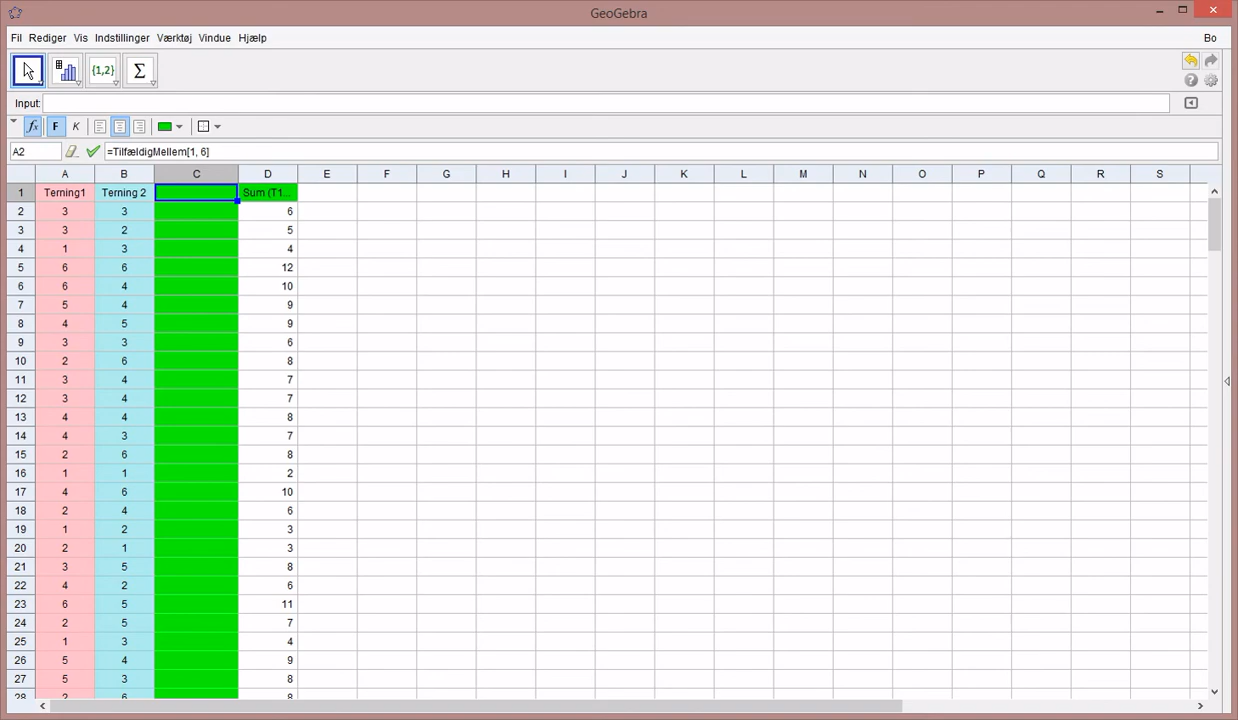 GeoGebra
Fil Rediger Vis Indstillinger Værktøj Vindue Hjælp Bo
{1,2} Σ
Input:
fx F K
A2 =TilfældigMellem[1, 6]
A B C D E F G H I J K L M N O P Q R S
1 Terning1 Terning 2 Sum (T1...
2 3 3 6
3 3 2 5
4 1 3 4
5 6 6 12
6 6 4 10
7 5 4 9
8 4 5 9
9 3 3 6
10 2 6 8
11 3 4 7
12 3 4 7
13 4 4 8
14 4 3 7
15 2 6 8
16 1 1 2
17 4 6 10
18 2 4 6
19 1 2 3
20 2 1 3
21 3 5 8
22 4 2 6
23 6 5 11
24 2 5 7
25 1 3 4
26 5 4 9
27 5 3 8
28 2 6 8